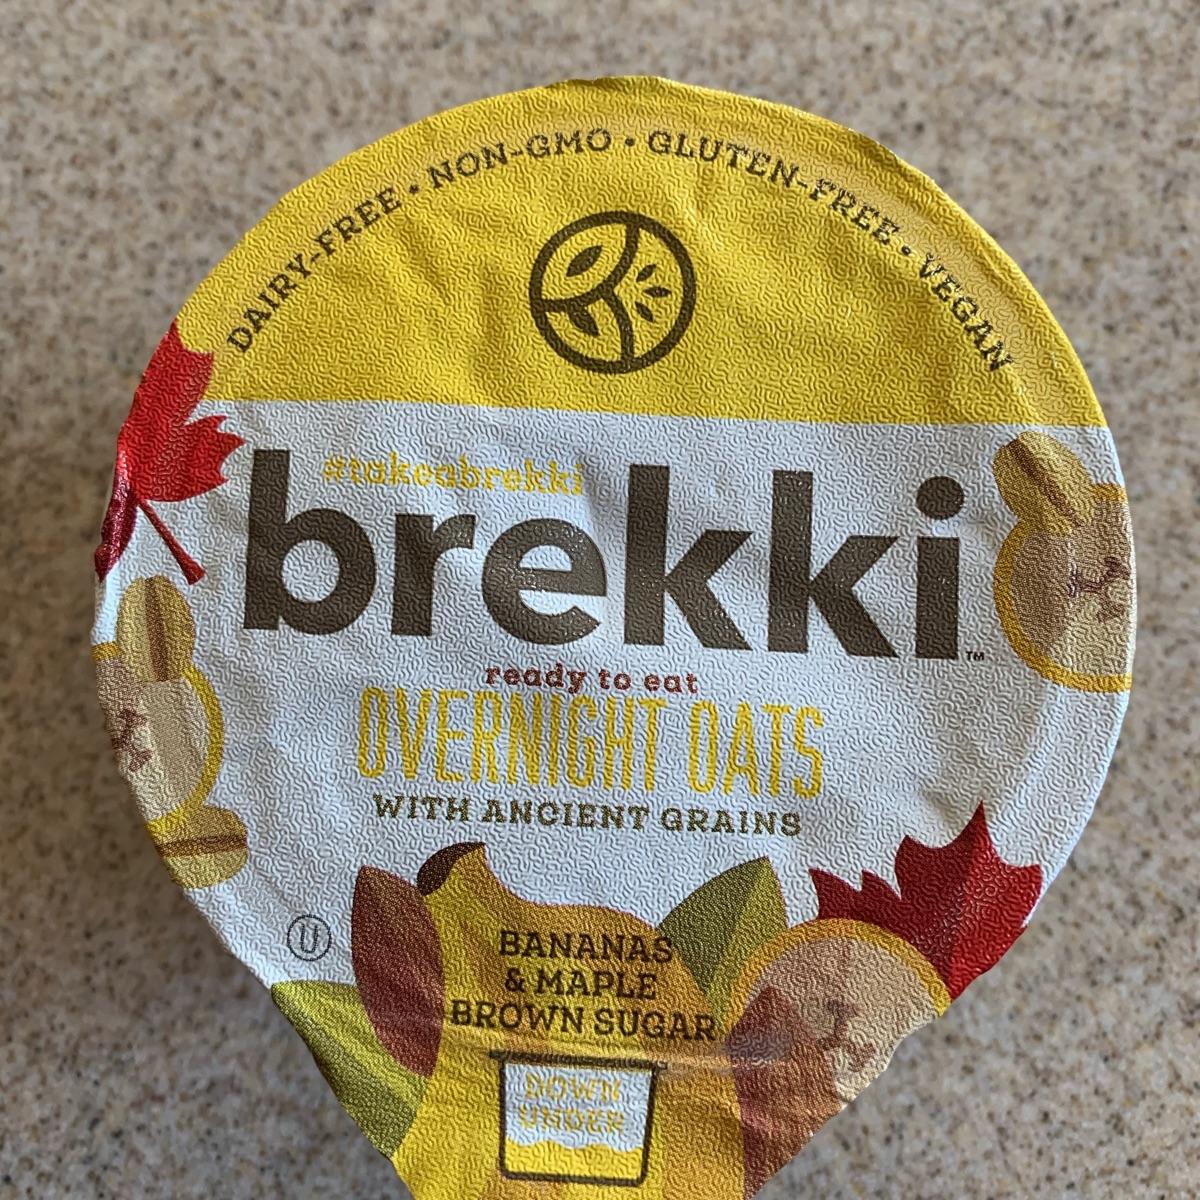 DAIRY-FREE • NON-GMO • GLUTEN-FREE • VEGAN
#takeabrekki
brekki™
ready to eat
OVERNIGHT OATS
WITH ANCIENT GRAINS
U
BANANAS
& MAPLE
BROWN SUGAR
DOWN
UNDER